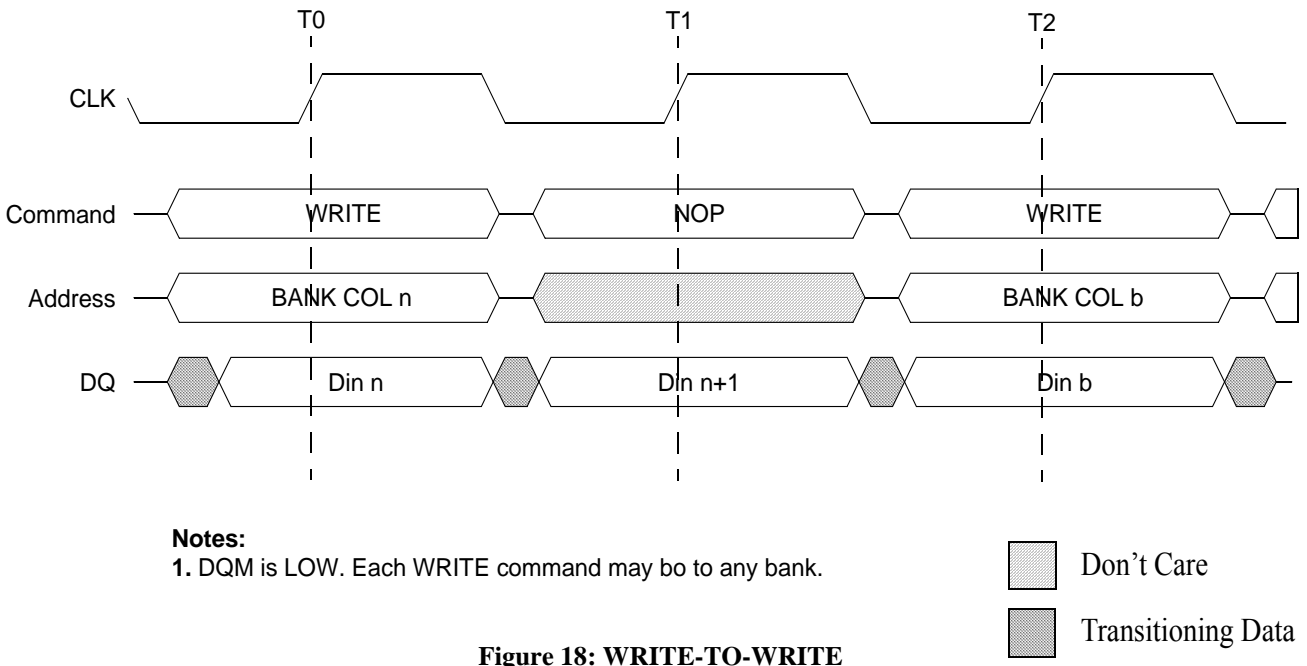 T0 T1 T2
CLK
Command WRITE NOP WRITE
Address BANK COL n BANK COL b
DQ Din n Din n+1 Din b
Notes:
1. DQM is LOW. Each WRITE command may bo to any bank.
Don't Care
Transitioning Data
Figure 18: WRITE-TO-WRITE